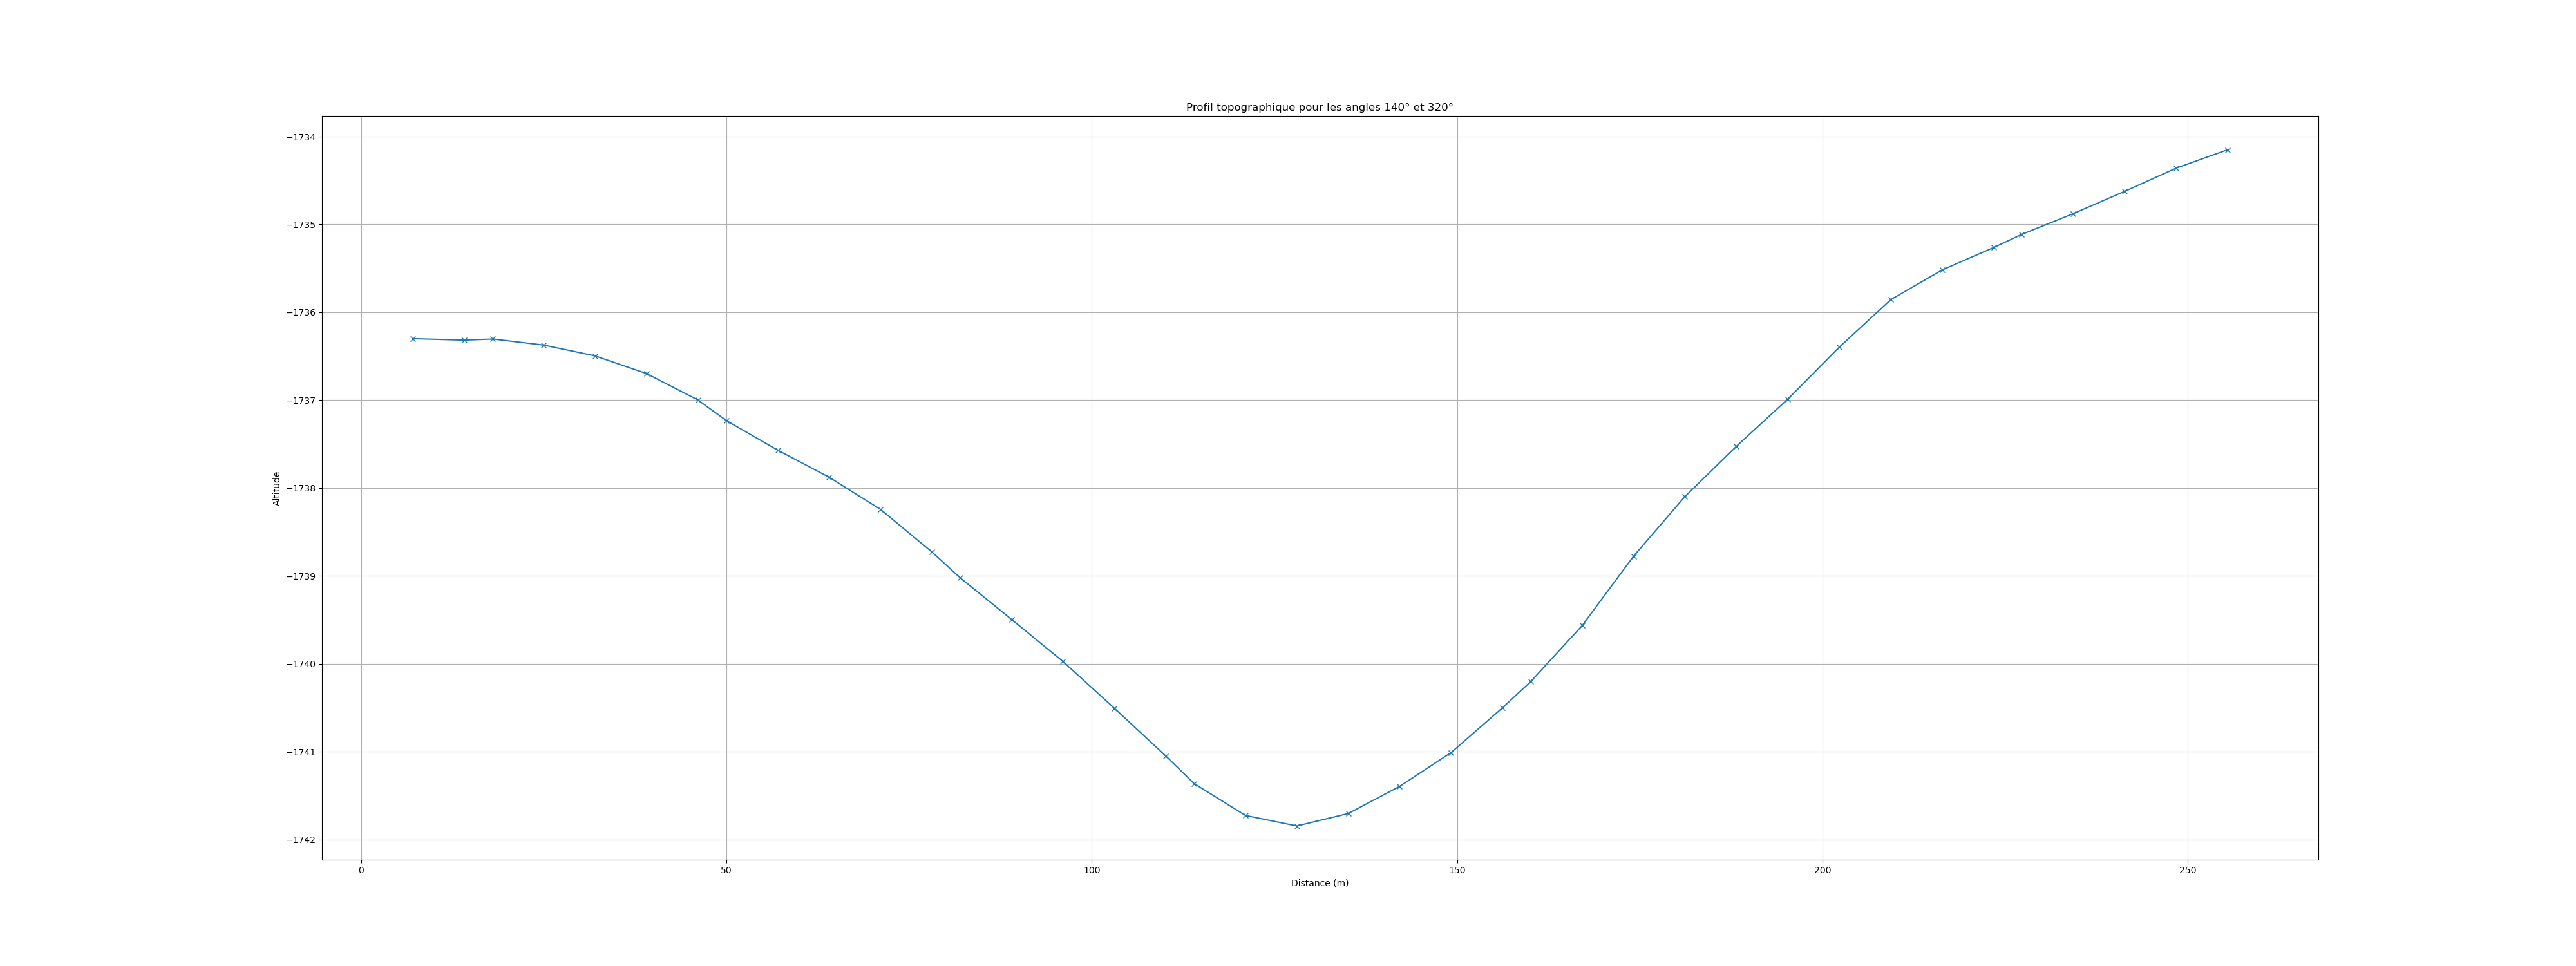 Profil topographique pour les angles 140° et 320°
−1734
−1735
−1736
−1737
−1738
−1739
−1740
−1741
−1742
Altitude
0 50 100 150 200 250
Distance (m)